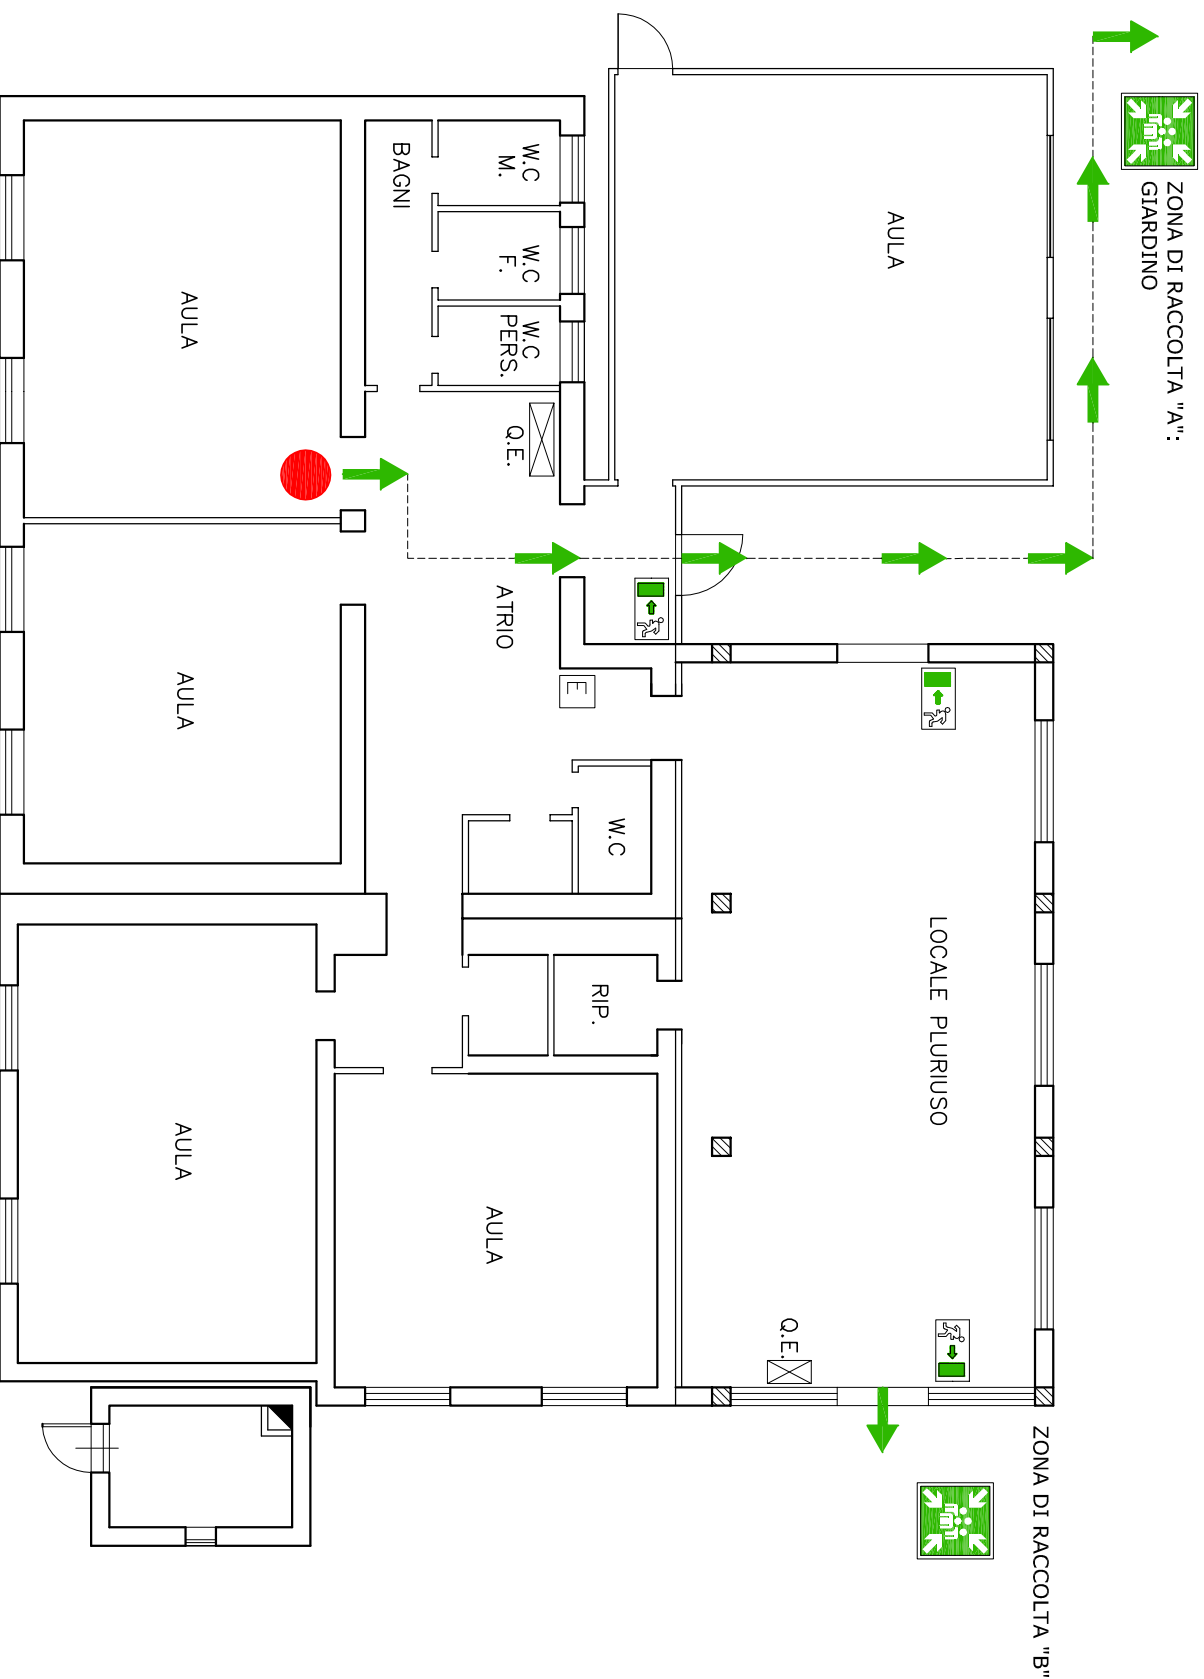 ZONA DI RACCOLTA "A":
GIARDINO
AULA
W.C
M.
BAGNI
W.C
F.
W.C
PERS.
AULA
Q.E.
ATRIO
E
AULA
W.C
LOCALE PLURIUSO
RIP.
AULA
AULA
Q.E.
ZONA DI RACCOLTA "B"